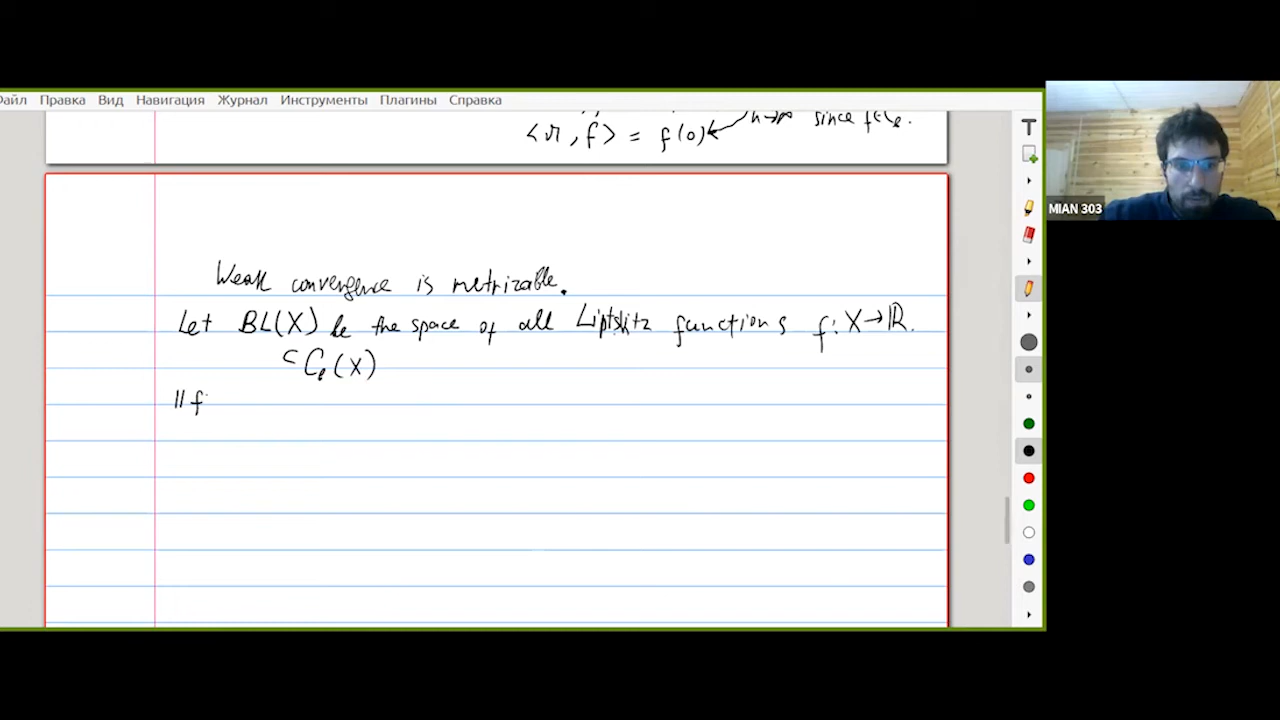 Файл Правка Вид Навигация Журнал Инструменты Плагины Справка
n→∞ since f∈C_b.
<μ, f> = f(0)
MIAN 303
Weak convergence is metrizable.
Let BL(X) be the space of all Liptshitz functions f: X→ℝ.
⊂ C_b(X)
||f